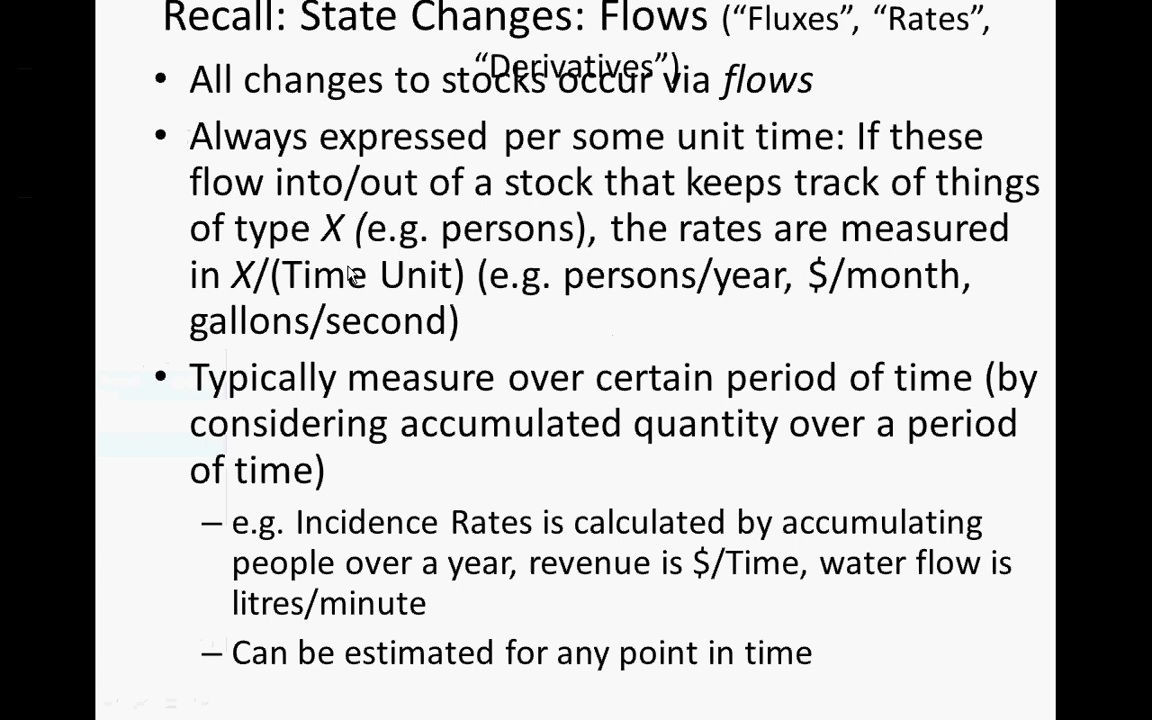 Recall: State Changes: Flows (“Fluxes”, “Rates”,
“Derivatives”)
• All changes to stocks occur via flows
• Always expressed per some unit time: If these
flow into/out of a stock that keeps track of things
of type X (e.g. persons), the rates are measured
in X/(Time Unit) (e.g. persons/year, $/month,
gallons/second)
• Typically measure over certain period of time (by
considering accumulated quantity over a period
of time)
– e.g. Incidence Rates is calculated by accumulating
people over a year, revenue is $/Time, water flow is
litres/minute
– Can be estimated for any point in time